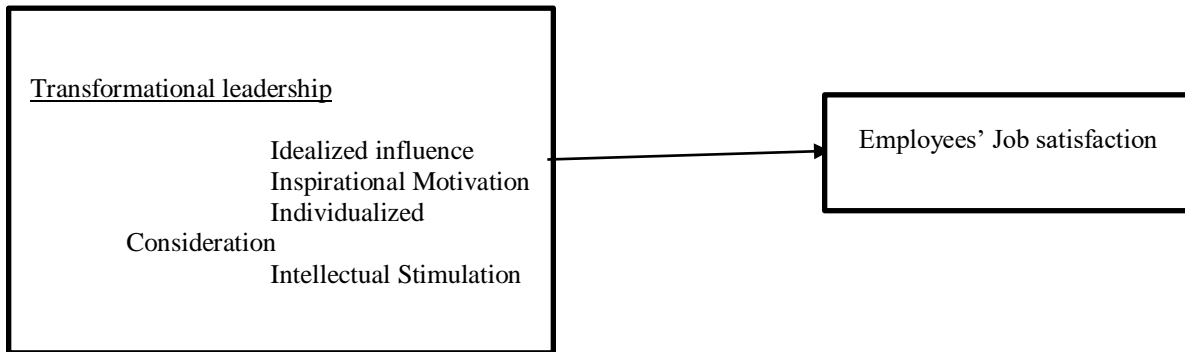 Transformational leadership
Idealized influence
Inspirational Motivation
Individualized
Consideration
Intellectual Stimulation
Employees’ Job satisfaction